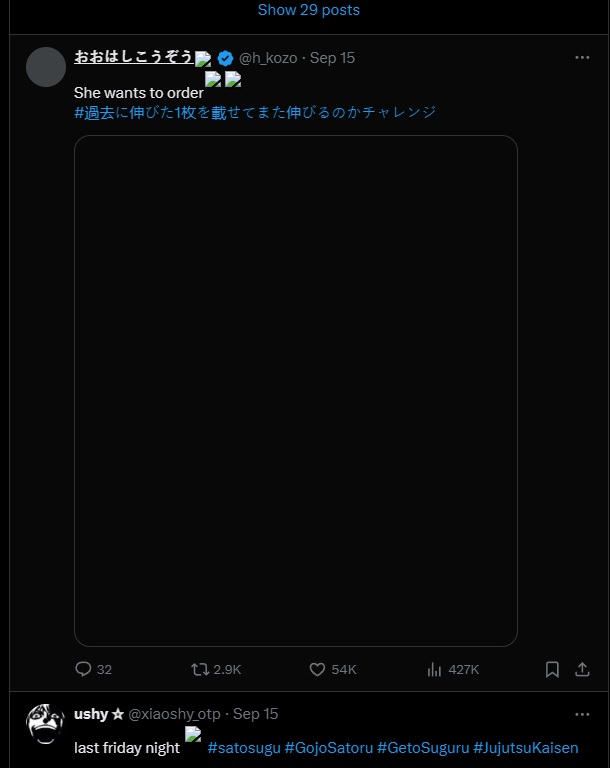 Show 29 posts
おおはしこうぞう @h_kozo · Sep 15
She wants to order
#過去に伸びた1枚を載せてまた伸びるのかチャレンジ
32 2.9K 54K 427K
ushy☆ @xiaoshy_otp · Sep 15
last friday night #satosugu #GojoSatoru #GetoSuguru #JujutsuKaisen